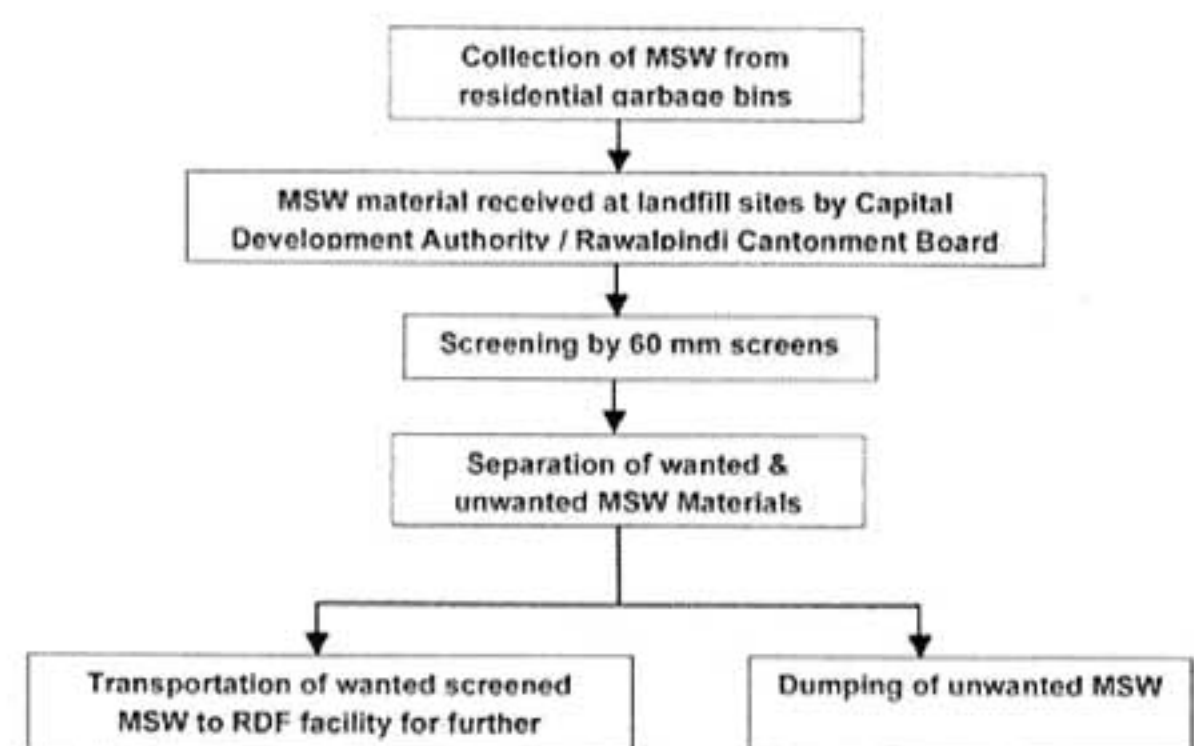 Collection of MSW from
residential garbage bins
MSW material received at landfill sites by Capital
Development Authority / Rawalpindi Cantonment Board
Screening by 60 mm screens
Separation of wanted &
unwanted MSW Materials
Transportation of wanted screened
MSW to RDF facility for further
Dumping of unwanted MSW